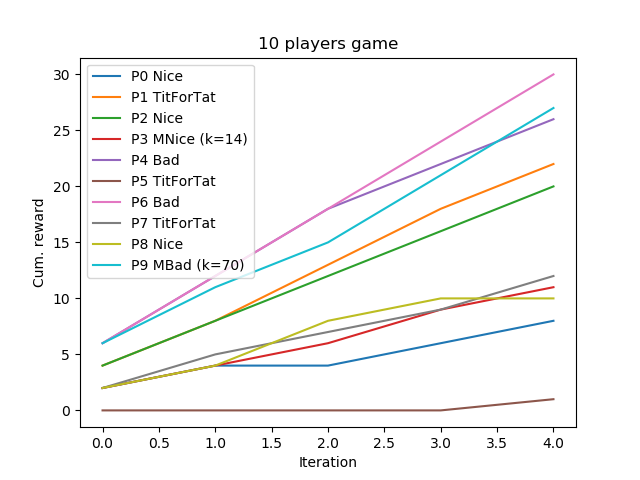 10 players game
P0 Nice
P1 TitForTat
P2 Nice
P3 MNice (k=14)
P4 Bad
P5 TitForTat
P6 Bad
P7 TitForTat
P8 Nice
P9 MBad (k=70)
Cum. reward
30
25
20
15
10
5
0
0.0 0.5 1.0 1.5 2.0 2.5 3.0 3.5 4.0
Iteration